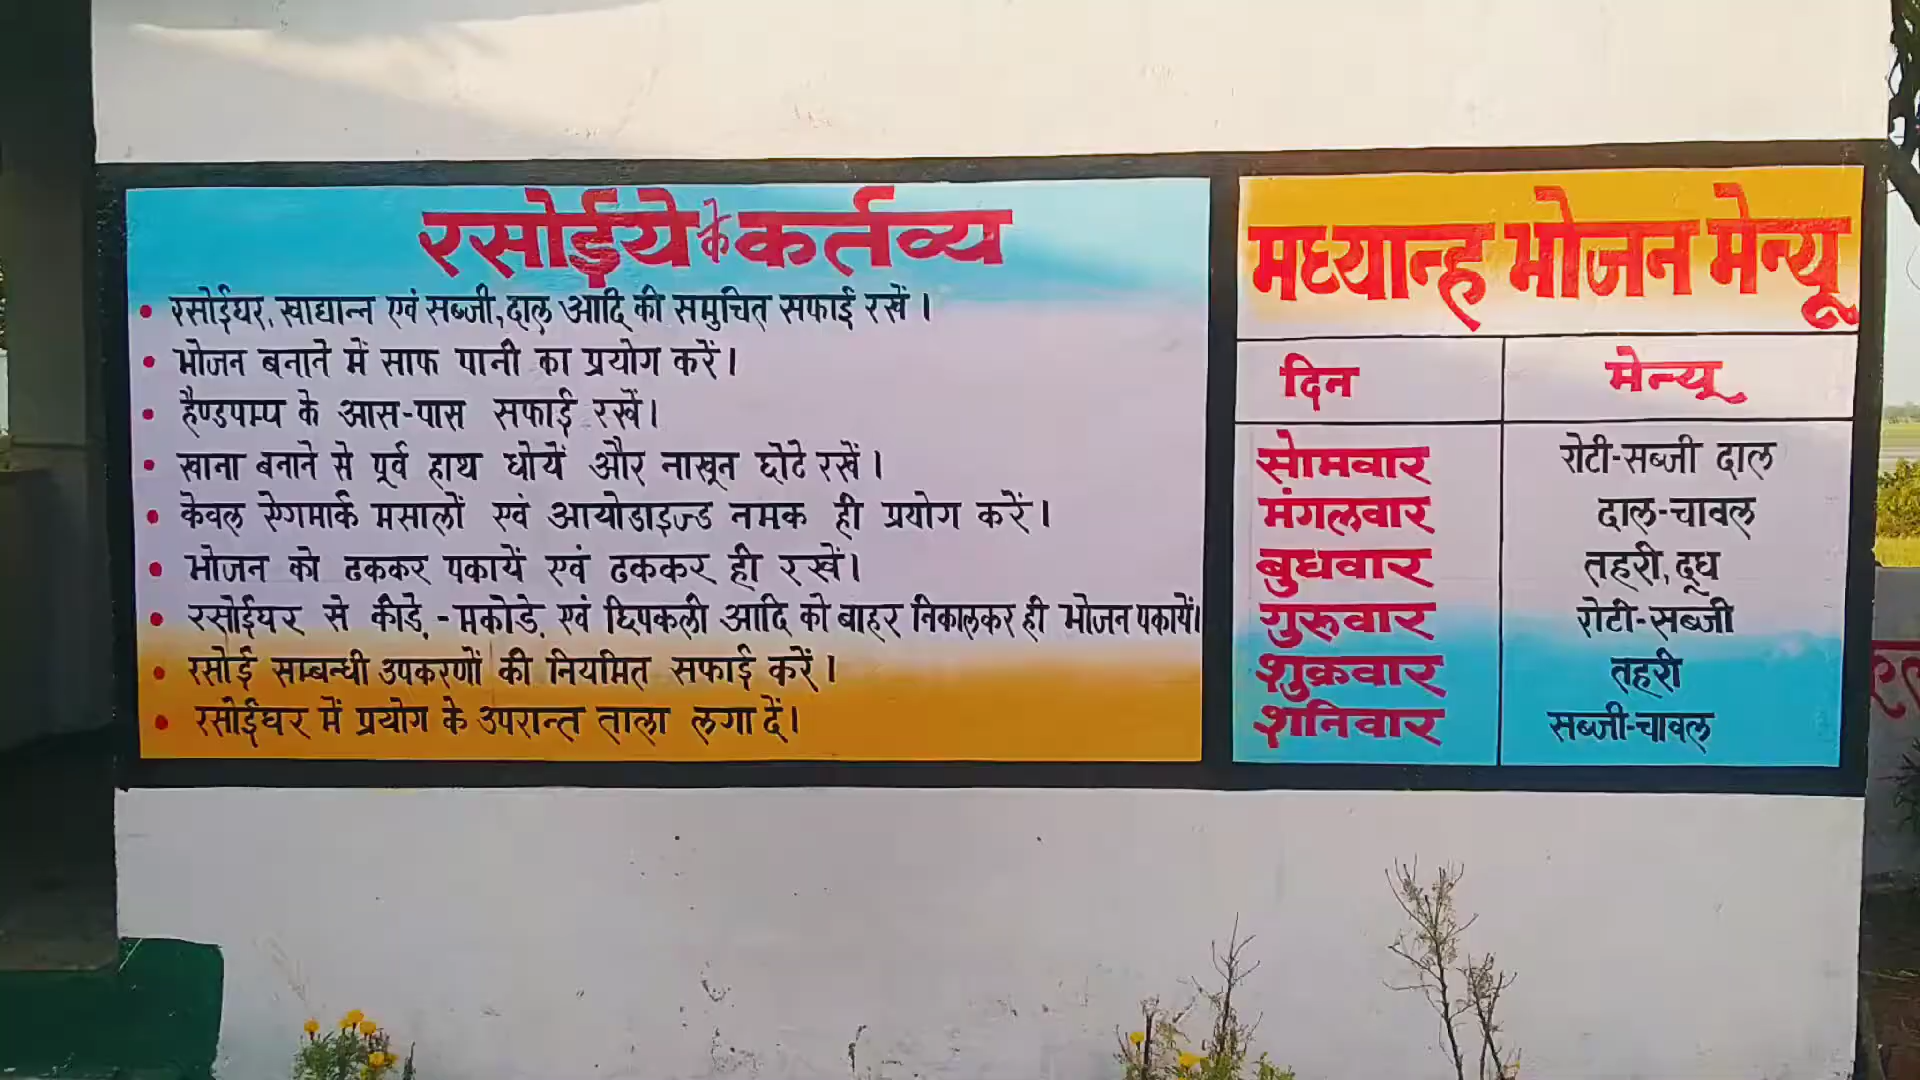 रसोईये के कर्तव्य
• रसोईघर, खाद्यान्न एवं सब्जी, दाल आदि की समुचित सफाई रखें।
• भोजन बनाने में साफ पानी का प्रयोग करें।
• हैण्डपम्प के आस-पास सफाई रखें।
• खाना बनाने से पूर्व हाथ धोयें और नाखून छोटे रखें।
• केवल ऐगमार्क मसालों एवं आयोडाइज्ड नमक ही प्रयोग करें।
• भोजन को ढककर पकायें एवं ढककर ही रखें।
• रसोईघर से कीडे़-मकोडे़ एवं छिपकली आदि को बाहर निकालकर ही भोजन पकायें।
• रसोई सम्बन्धी उपकरणों की नियमित सफाई करें।
• रसोईघर में प्रयोग के उपरान्त ताला लगा दें।
मध्यान्ह भोजन मेन्यू
दिन मेन्यू
सोमवार रोटी-सब्जी दाल
मंगलवार दाल-चावल
बुधवार तहरी, दूध
गुरूवार रोटी-सब्जी
शुक्रवार तहरी
शनिवार सब्जी-चावल